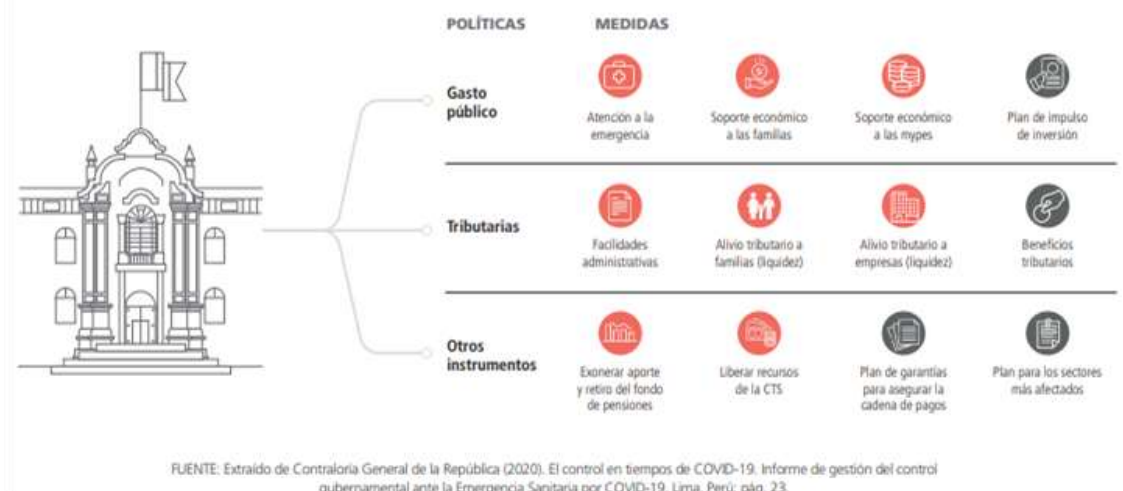 POLÍTICAS MEDIDAS
Gasto
público
Atención a la
emergencia
Soporte económico
a las familias
Soporte económico
a las mypes
Plan de impulso
de inversión
Tributarias
Facilidades
administrativas
Alivio tributario a
familias (liquidez)
Alivio tributario a
empresas (liquidez)
Beneficios
tributarios
Otros
instrumentos
Exonerar aporte
y retiro del fondo
de pensiones
Liberar recursos
de la CTS
Plan de garantías
para asegurar la
cadena de pagos
Plan para los sectores
más afectados
FUENTE: Extraído de Contraloría General de la República (2020). El control en tiempos de COVID-19. Informe de gestión del control
gubernamental ante la Emergencia Sanitaria por COVID-19. Lima, Perú; pág. 23.